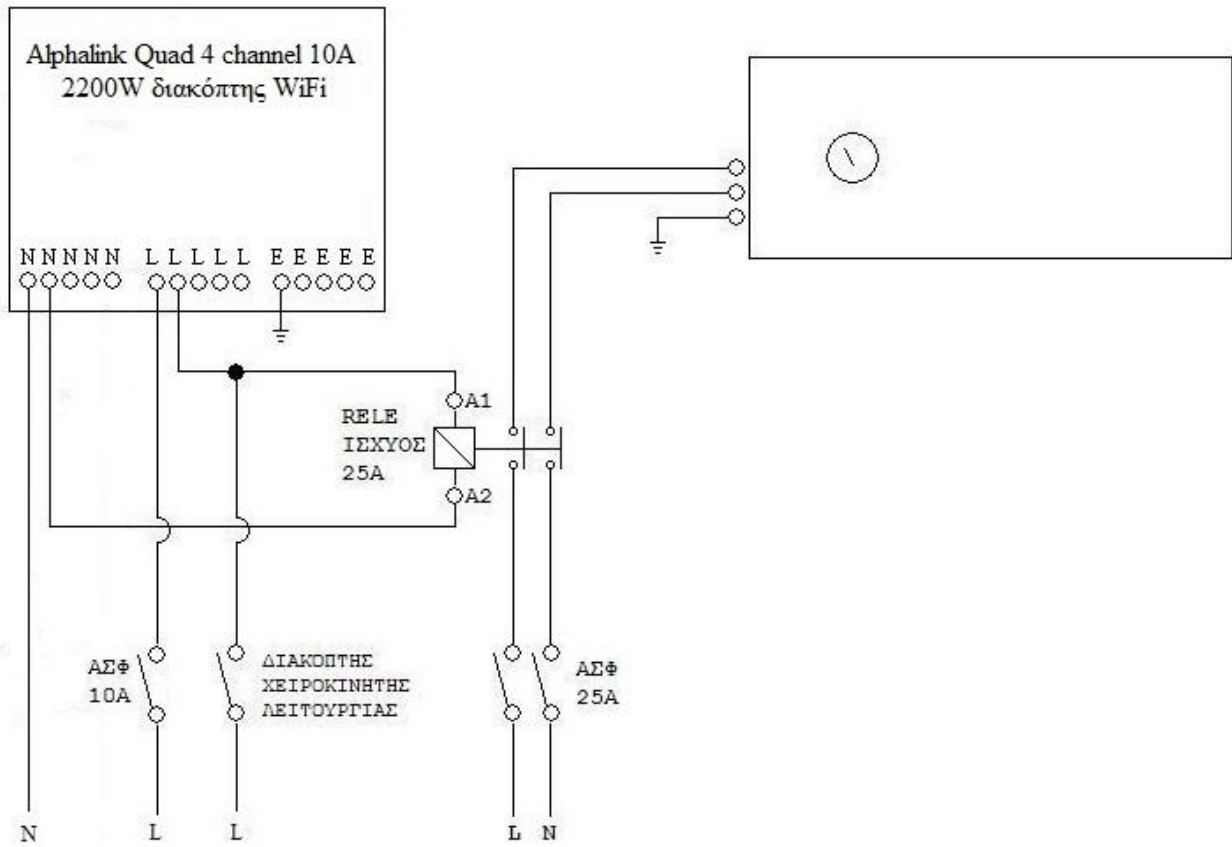 Alphalink Quad 4 channel 10A
2200W διακόπτης WiFi
N N N N N L L L L L E E E E E
A1
RELE
ΙΣΧΥΟΣ
25A
A2
ΑΣΦ
10A
ΔΙΑΚΟΠΤΗΣ
ΧΕΙΡΟΚΙΝΗΤΗΣ
ΛΕΙΤΟΥΡΓΙΑΣ
ΑΣΦ
25A
N L L L N